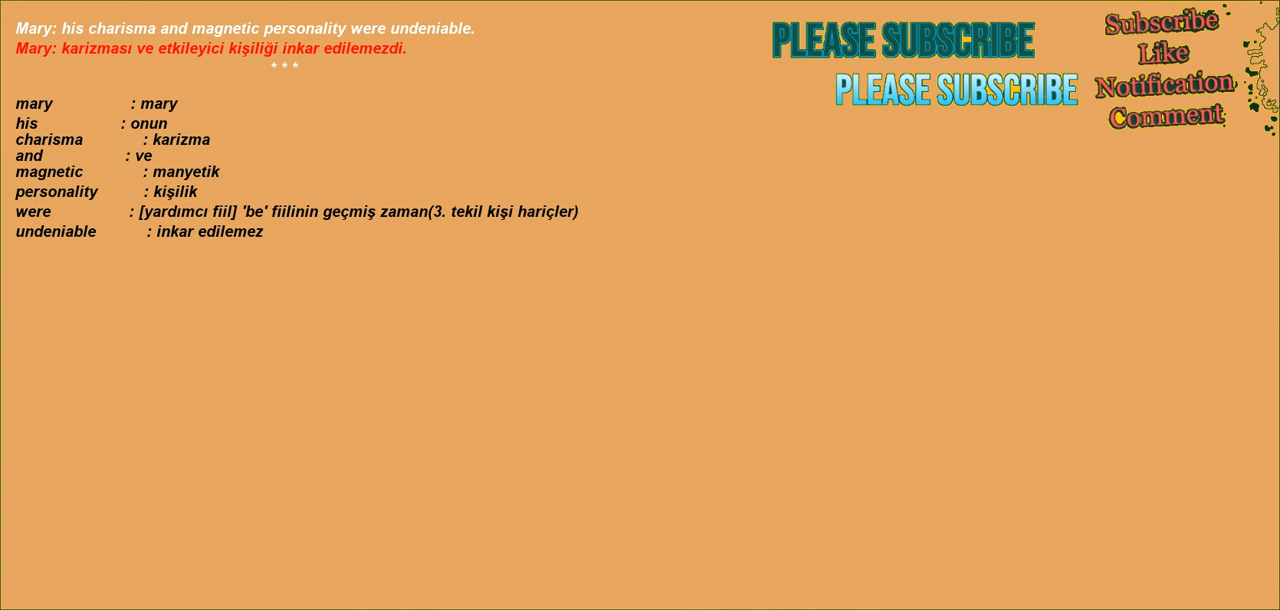 Mary: his charisma and magnetic personality were undeniable.
Mary: karizması ve etkileyici kişiliği inkar edilemezdi.
* * *
mary : mary
his : onun
charisma : karizma
and : ve
magnetic : manyetik
personality : kişilik
were : [yardımcı fiil] 'be' fiilinin geçmiş zaman(3. tekil kişi hariçler)
undeniable : inkar edilemez
PLEASE SUBSCRIBE
PLEASE SUBSCRIBE
Subscribe
Like
Notification
Comment